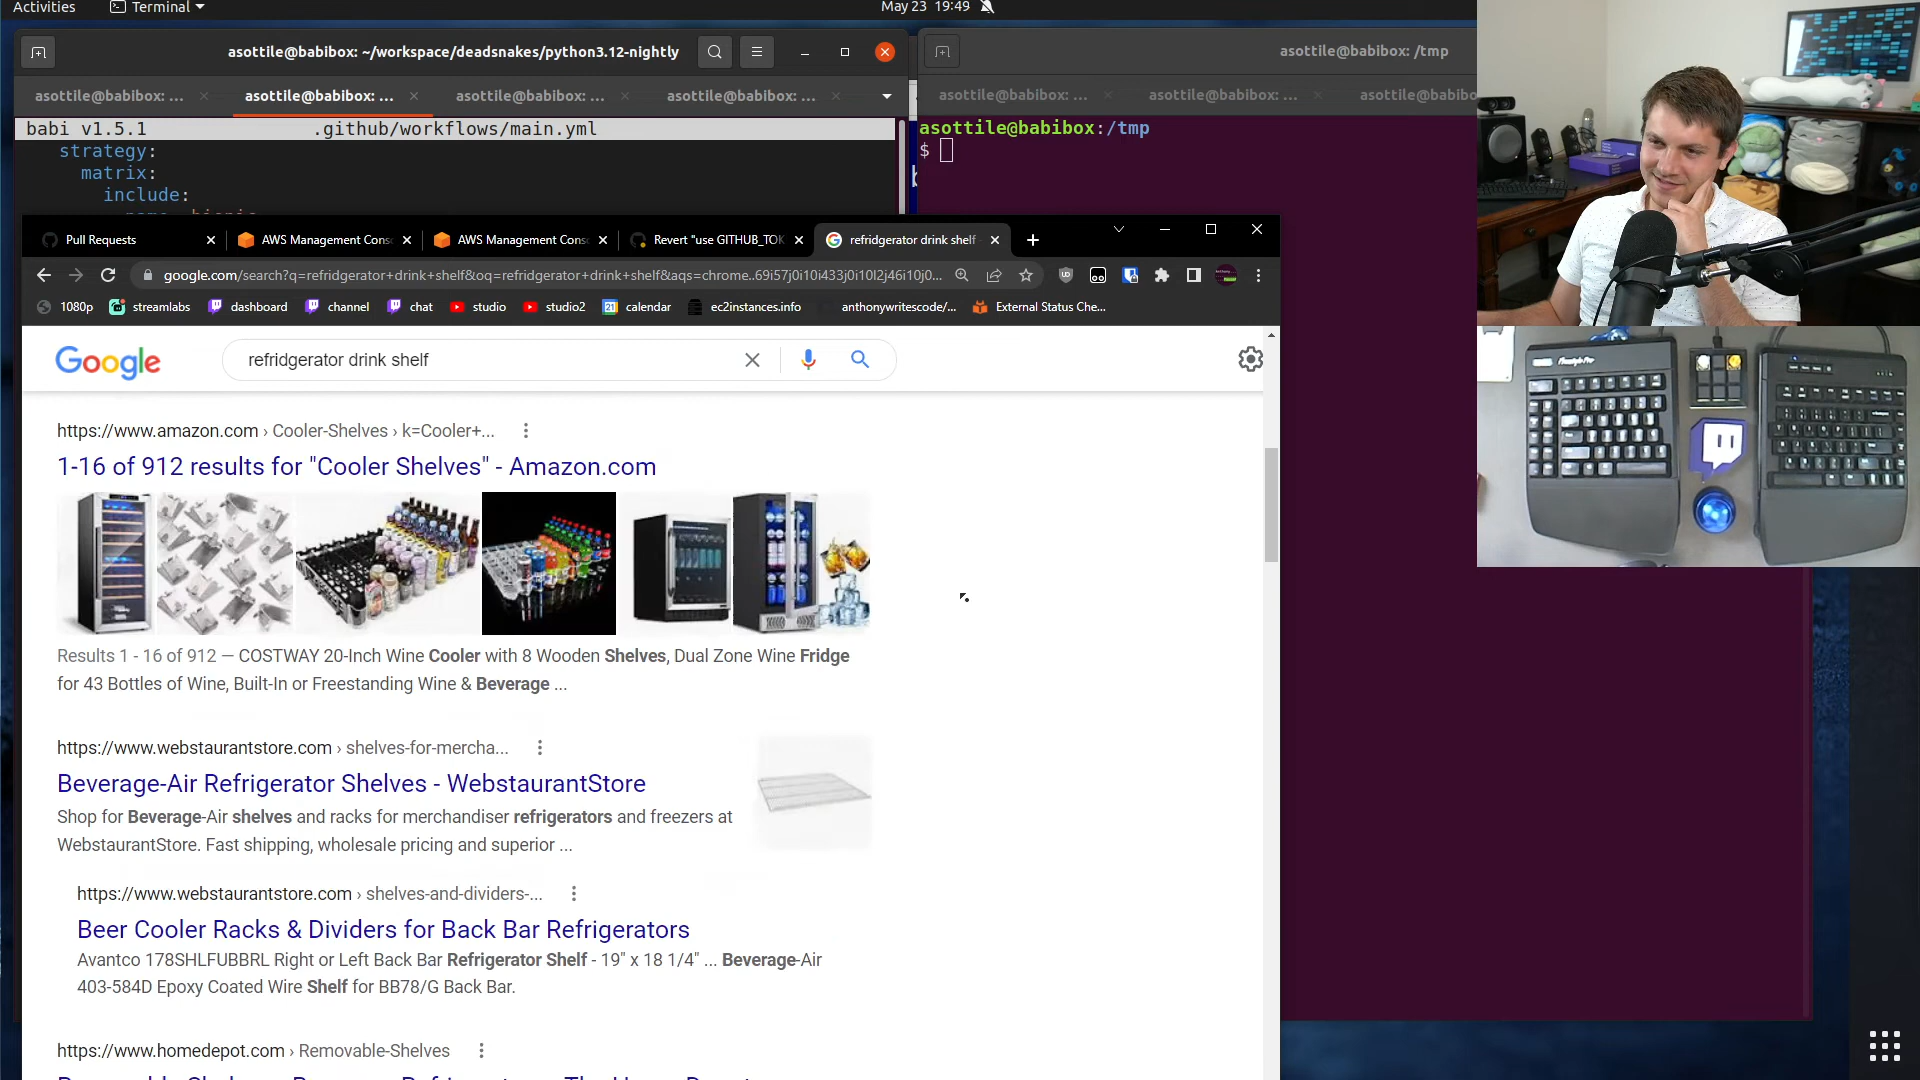 Activities
Terminal
May 23 19:49
asottile@babibox: ~/workspace/deadsnakes/python3.12-nightly
asottile@babibox: /tmp
asottile@babibox: ...
asottile@babibox: ...
asottile@babibox: ...
asottile@babibox: ...
asottile@babibox: ...
asottile@babibox: ...
asottile@babibo
babi v1.5.1
.github/workflows/main.yml
strategy:
matrix:
include:
asottile@babibox:/tmp
$
Pull Requests
AWS Management Cons
AWS Management Cons
Revert "use GITHUB_TOK
refridgerator drink shelf
google.com/search?q=refridgerator+drink+shelf&oq=refridgerator+drink+shelf&aqs=chrome..69i57j0i10i433j0i10l2j46i10j0...
1080p
streamlabs
dashboard
channel
chat
studio
studio2
calendar
ec2instances.info
anthonywritescode/...
External Status Che...
Google
refridgerator drink shelf
https://www.amazon.com › Cooler-Shelves › k=Cooler+...
1-16 of 912 results for "Cooler Shelves" - Amazon.com
Results 1 - 16 of 912 — COSTWAY 20-Inch Wine Cooler with 8 Wooden Shelves, Dual Zone Wine Fridge
for 43 Bottles of Wine, Built-In or Freestanding Wine & Beverage ...
https://www.webstaurantstore.com › shelves-for-mercha...
Beverage-Air Refrigerator Shelves - WebstaurantStore
Shop for Beverage-Air shelves and racks for merchandiser refrigerators and freezers at
WebstaurantStore. Fast shipping, wholesale pricing and superior ...
https://www.webstaurantstore.com › shelves-and-dividers-...
Beer Cooler Racks & Dividers for Back Bar Refrigerators
Avantco 178SHLFUBBRL Right or Left Back Bar Refrigerator Shelf - 19" x 18 1/4" ... Beverage-Air
403-584D Epoxy Coated Wire Shelf for BB78/G Back Bar.
https://www.homedepot.com › Removable-Shelves